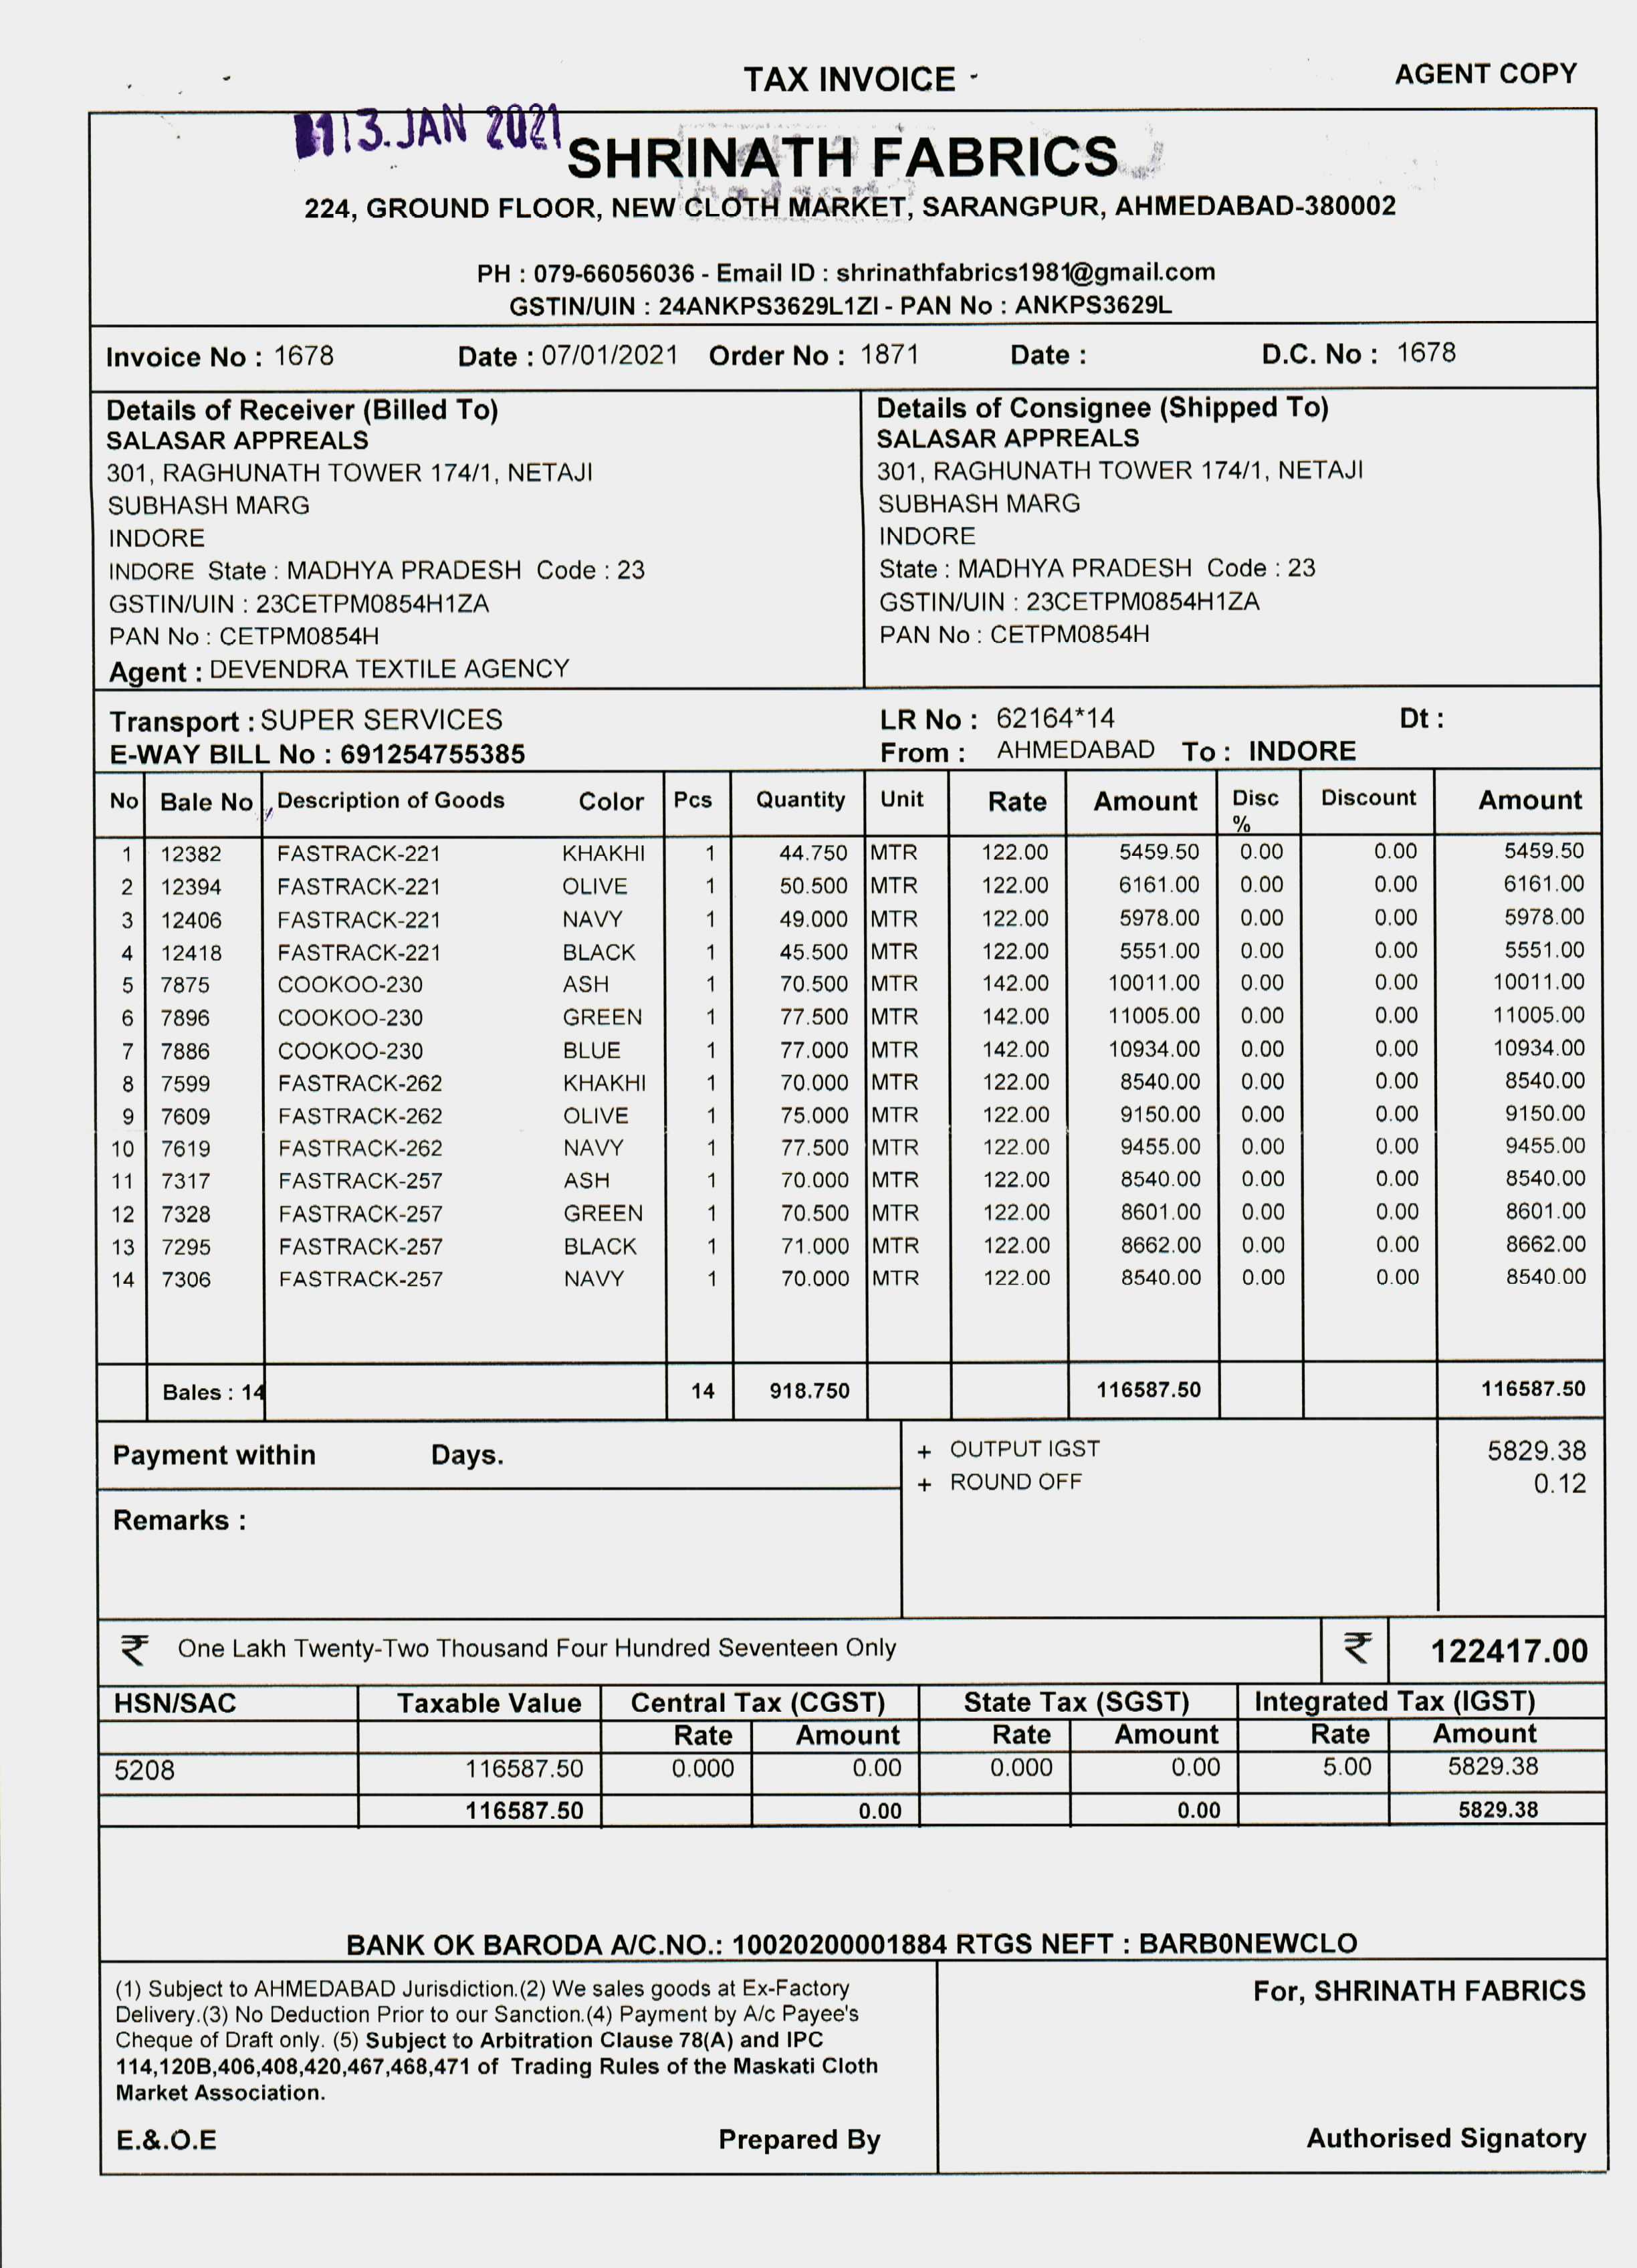 TAX INVOICE -
AGENT COPY
13.JAN 2021
SHRINATH FABRICS
224, GROUND FLOOR, NEW CLOTH MARKET, SARANGPUR, AHMEDABAD-380002
PH : 079-66056036 - Email ID : shrinathfabrics1981@gmail.com
GSTIN/UIN : 24ANKPS3629L1ZI - PAN No : ANKPS3629L
Invoice No : 1678 Date : 07/01/2021 Order No : 1871 Date : D.C. No : 1678
Details of Receiver (Billed To)
SALASAR APPREALS
301, RAGHUNATH TOWER 174/1, NETAJI
SUBHASH MARG
INDORE
INDORE State : MADHYA PRADESH Code : 23
GSTIN/UIN : 23CETPM0854H1ZA
PAN No : CETPM0854H
Agent : DEVENDRA TEXTILE AGENCY
Details of Consignee (Shipped To)
SALASAR APPREALS
301, RAGHUNATH TOWER 174/1, NETAJI
SUBHASH MARG
INDORE
State : MADHYA PRADESH Code : 23
GSTIN/UIN : 23CETPM0854H1ZA
PAN No : CETPM0854H
Transport : SUPER SERVICES LR No : 62164*14 Dt :
E-WAY BILL No : 691254755385 From : AHMEDABAD To : INDORE
No Bale No Description of Goods Color Pcs Quantity Unit Rate Amount Disc % Discount Amount
1 12382 FASTRACK-221 KHAKHI 1 44.750 MTR 122.00 5459.50 0.00 0.00 5459.50
2 12394 FASTRACK-221 OLIVE 1 50.500 MTR 122.00 6161.00 0.00 0.00 6161.00
3 12406 FASTRACK-221 NAVY 1 49.000 MTR 122.00 5978.00 0.00 0.00 5978.00
4 12418 FASTRACK-221 BLACK 1 45.500 MTR 122.00 5551.00 0.00 0.00 5551.00
5 7875 COOKOO-230 ASH 1 70.500 MTR 142.00 10011.00 0.00 0.00 10011.00
6 7896 COOKOO-230 GREEN 1 77.500 MTR 142.00 11005.00 0.00 0.00 11005.00
7 7886 COOKOO-230 BLUE 1 77.000 MTR 142.00 10934.00 0.00 0.00 10934.00
8 7599 FASTRACK-262 KHAKHI 1 70.000 MTR 122.00 8540.00 0.00 0.00 8540.00
9 7609 FASTRACK-262 OLIVE 1 75.000 MTR 122.00 9150.00 0.00 0.00 9150.00
10 7619 FASTRACK-262 NAVY 1 77.500 MTR 122.00 9455.00 0.00 0.00 9455.00
11 7317 FASTRACK-257 ASH 1 70.000 MTR 122.00 8540.00 0.00 0.00 8540.00
12 7328 FASTRACK-257 GREEN 1 70.500 MTR 122.00 8601.00 0.00 0.00 8601.00
13 7295 FASTRACK-257 BLACK 1 71.000 MTR 122.00 8662.00 0.00 0.00 8662.00
14 7306 FASTRACK-257 NAVY 1 70.000 MTR 122.00 8540.00 0.00 0.00 8540.00
Bales : 14 14 918.750 116587.50 116587.50
Payment within Days.
+ OUTPUT IGST 5829.38
+ ROUND OFF 0.12
Remarks :
₹ One Lakh Twenty-Two Thousand Four Hundred Seventeen Only ₹ 122417.00
HSN/SAC Taxable Value Central Tax (CGST) State Tax (SGST) Integrated Tax (IGST)
Rate Amount Rate Amount Rate Amount
5208 116587.50 0.000 0.00 0.000 0.00 5.00 5829.38
116587.50 0.00 0.00 5829.38
BANK OK BARODA A/C.NO.: 10020200001884 RTGS NEFT : BARB0NEWCLO
(1) Subject to AHMEDABAD Jurisdiction.(2) We sales goods at Ex-Factory
Delivery.(3) No Deduction Prior to our Sanction.(4) Payment by A/c Payee's
Cheque of Draft only. (5) Subject to Arbitration Clause 78(A) and IPC
114,120B,406,408,420,467,468,471 of Trading Rules of the Maskati Cloth
Market Association.
E.&.O.E Prepared By
For, SHRINATH FABRICS
Authorised Signatory